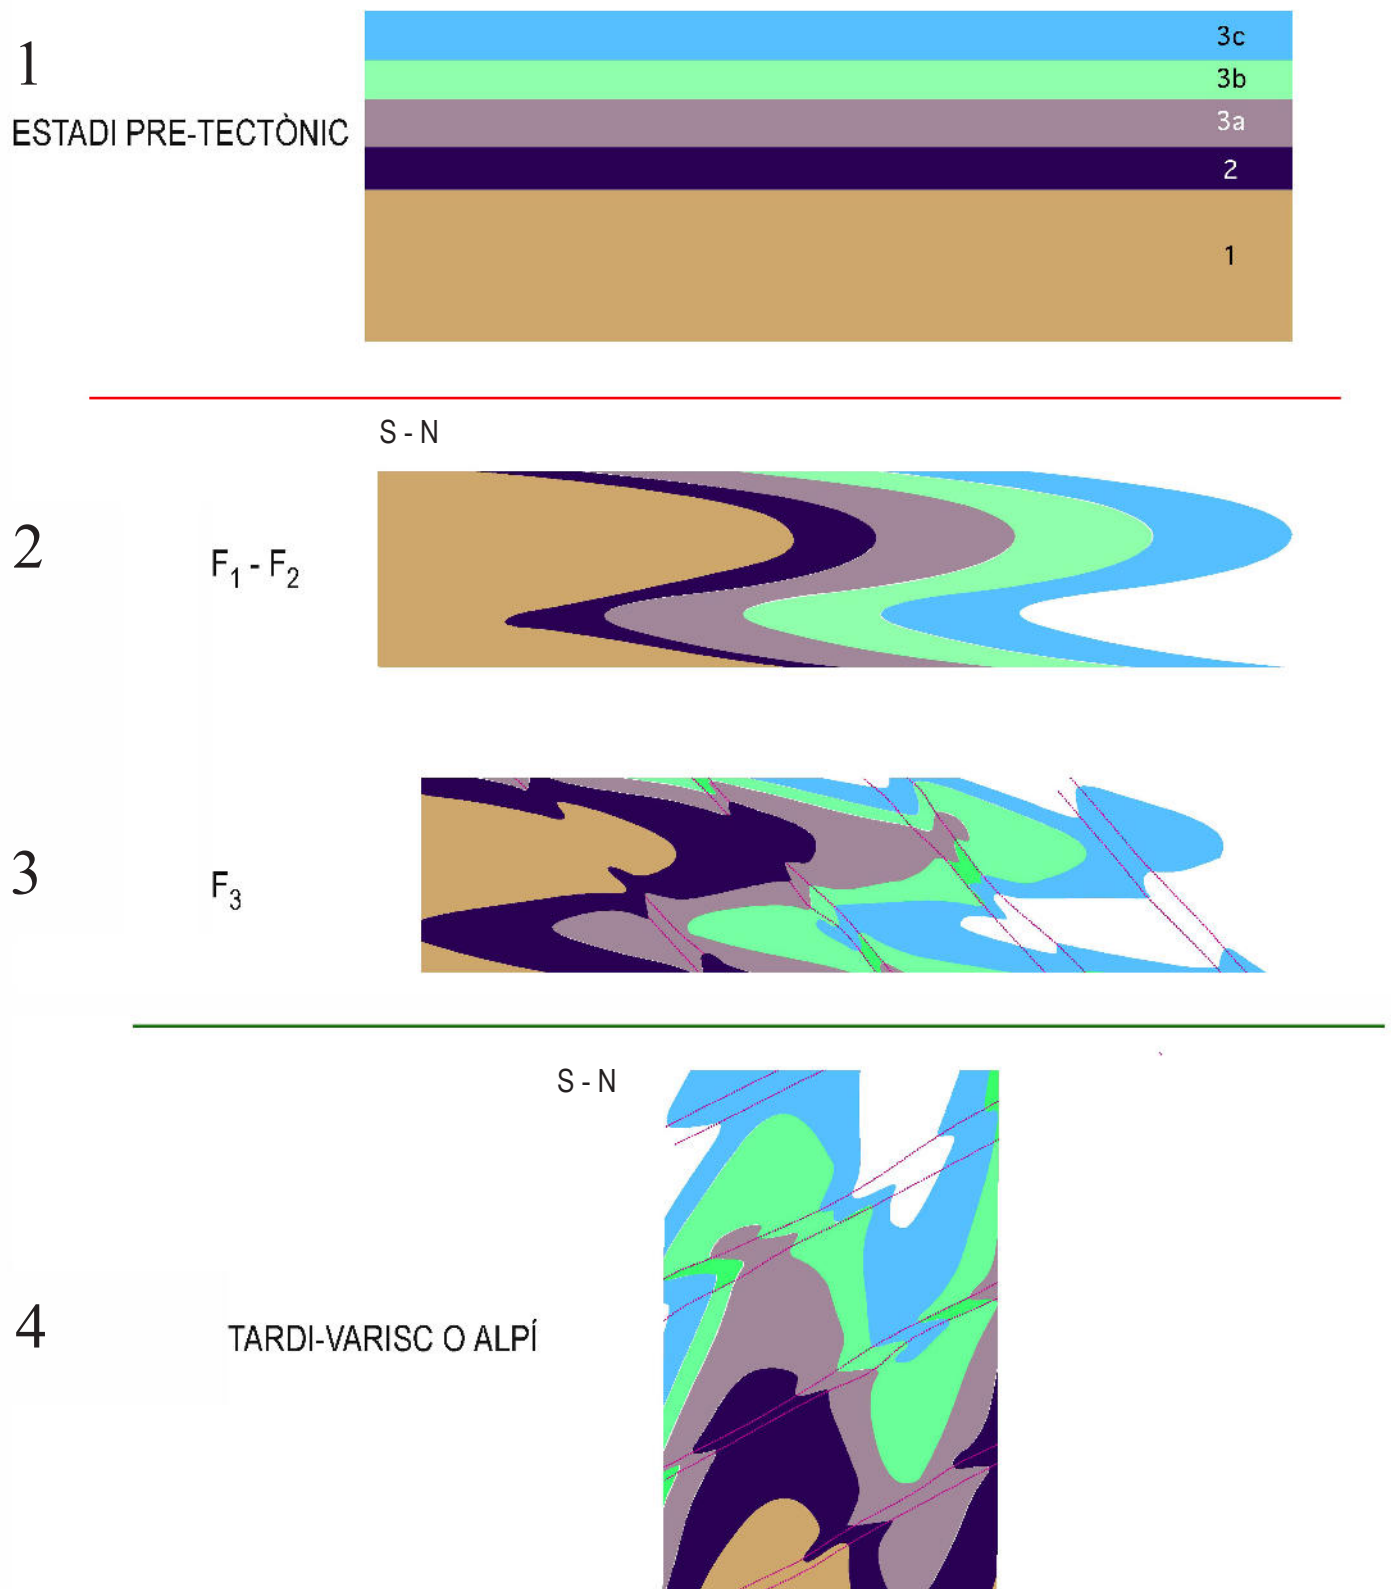 1
ESTADI PRE-TECTÒNIC
3c
3b
3a
2
1
S - N
2
F₁ - F₂
3
F₃
S - N
4
TARDI-VARISC O ALPÍ